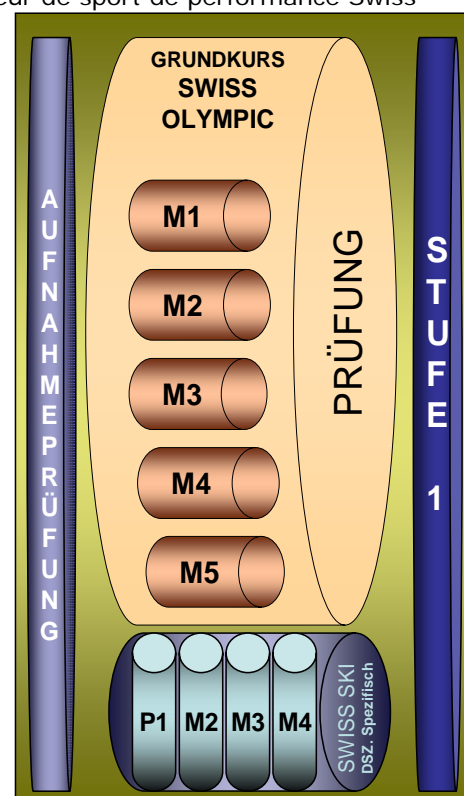 eur de sport de performance Swiss
GRUNDKURS
SWISS
OLYMPIC
AUFNAHMEPRÜFUNG
M1
M2
M3
M4
M5
PRÜFUNG
STUFE 1
P1
M2
M3
M4
SWISS SKI
DSZ. Spezifisch